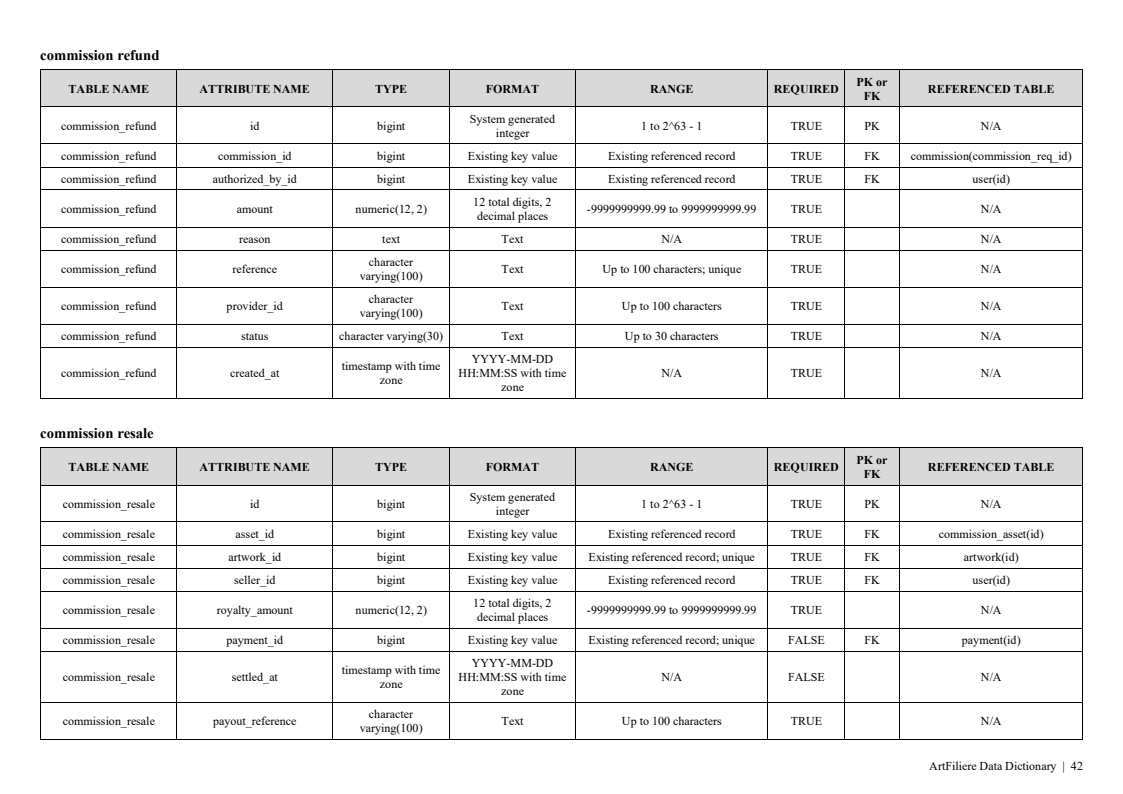 commission refund
TABLE NAME ATTRIBUTE NAME TYPE FORMAT RANGE REQUIRED PK or FK REFERENCED TABLE
commission_refund id bigint System generated integer 1 to 2^63 - 1 TRUE PK N/A
commission_refund commission_id bigint Existing key value Existing referenced record TRUE FK commission(commission_req_id)
commission_refund authorized_by_id bigint Existing key value Existing referenced record TRUE FK user(id)
commission_refund amount numeric(12, 2) 12 total digits, 2 decimal places -9999999999.99 to 9999999999.99 TRUE N/A
commission_refund reason text Text N/A TRUE N/A
commission_refund reference character varying(100) Text Up to 100 characters; unique TRUE N/A
commission_refund provider_id character varying(100) Text Up to 100 characters TRUE N/A
commission_refund status character varying(30) Text Up to 30 characters TRUE N/A
commission_refund created_at timestamp with time zone YYYY-MM-DD HH:MM:SS with time zone N/A TRUE N/A
commission resale
TABLE NAME ATTRIBUTE NAME TYPE FORMAT RANGE REQUIRED PK or FK REFERENCED TABLE
commission_resale id bigint System generated integer 1 to 2^63 - 1 TRUE PK N/A
commission_resale asset_id bigint Existing key value Existing referenced record TRUE FK commission_asset(id)
commission_resale artwork_id bigint Existing key value Existing referenced record; unique TRUE FK artwork(id)
commission_resale seller_id bigint Existing key value Existing referenced record TRUE FK user(id)
commission_resale royalty_amount numeric(12, 2) 12 total digits, 2 decimal places -9999999999.99 to 9999999999.99 TRUE N/A
commission_resale payment_id bigint Existing key value Existing referenced record; unique FALSE FK payment(id)
commission_resale settled_at timestamp with time zone YYYY-MM-DD HH:MM:SS with time zone N/A FALSE N/A
commission_resale payout_reference character varying(100) Text Up to 100 characters TRUE N/A
ArtFiliere Data Dictionary | 42